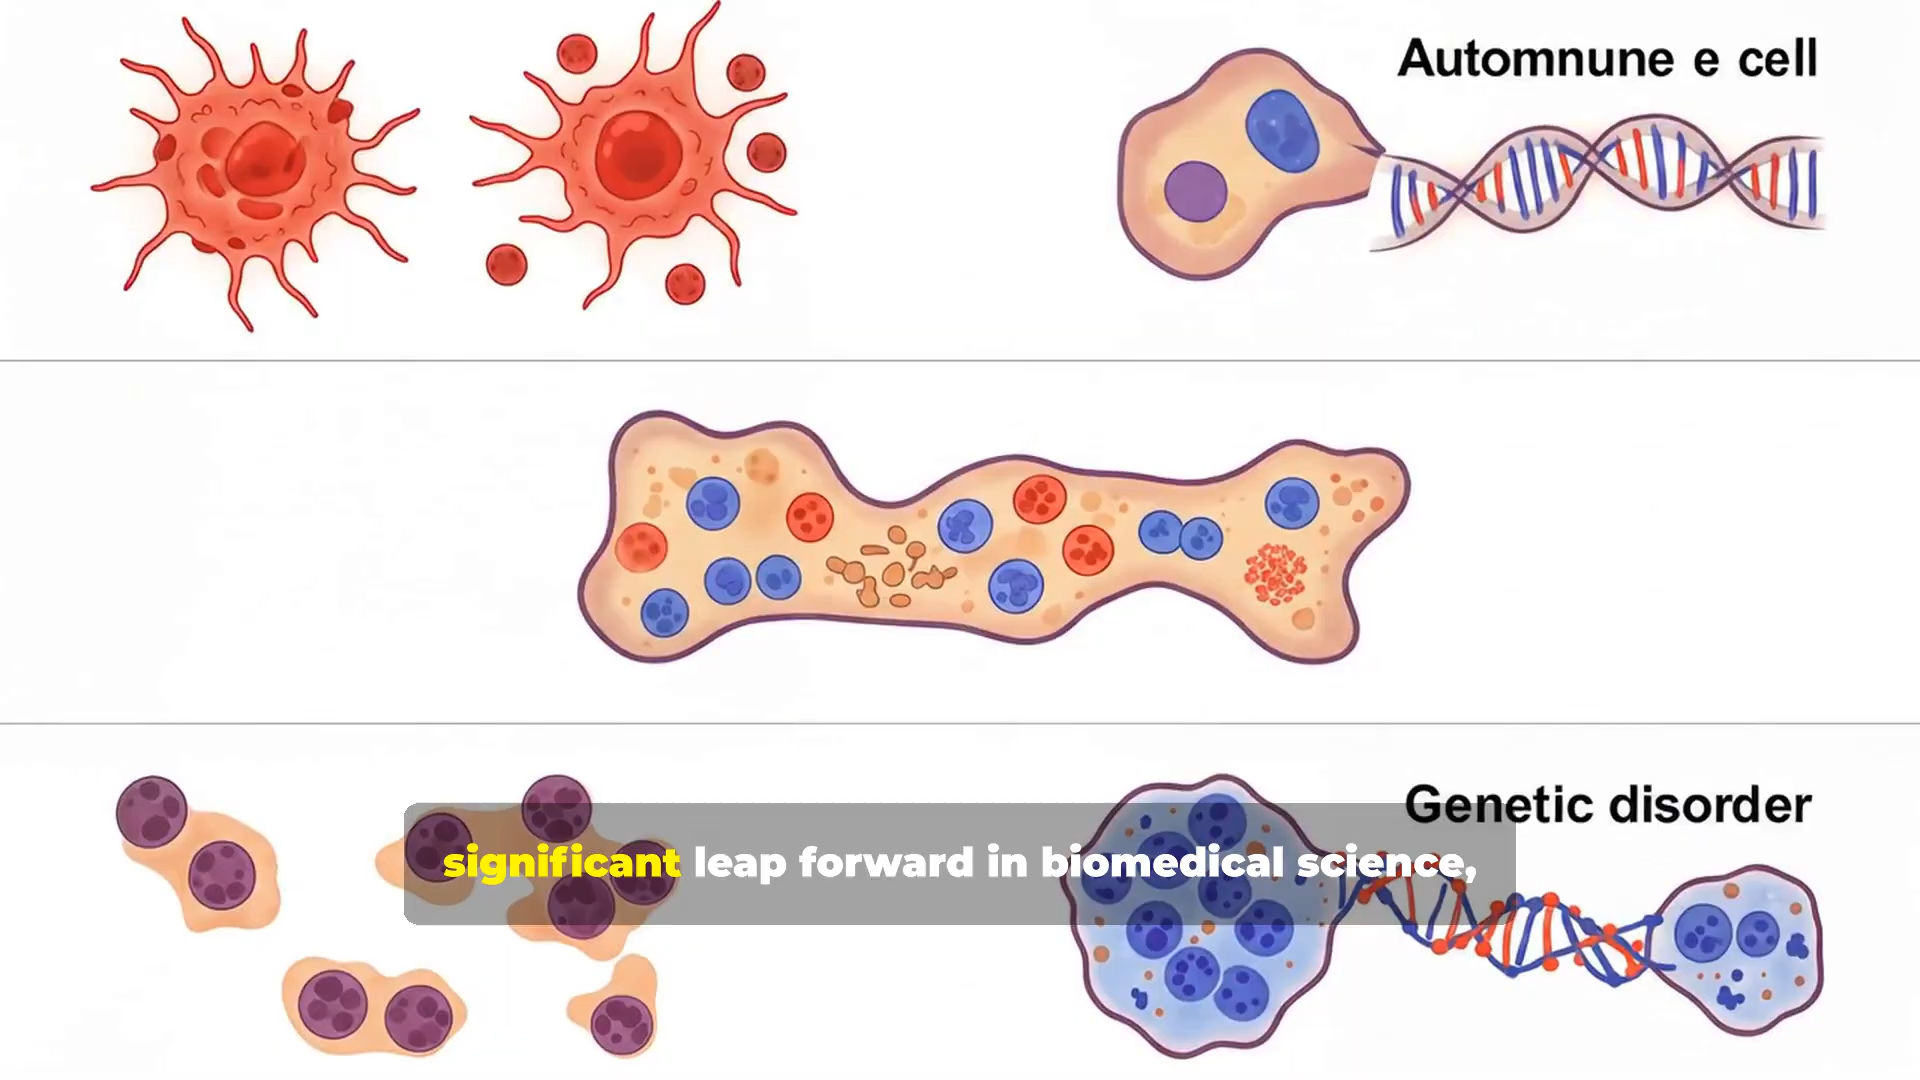 Automnune e cell
Genetic disorder
significant leap forward in biomedical science,